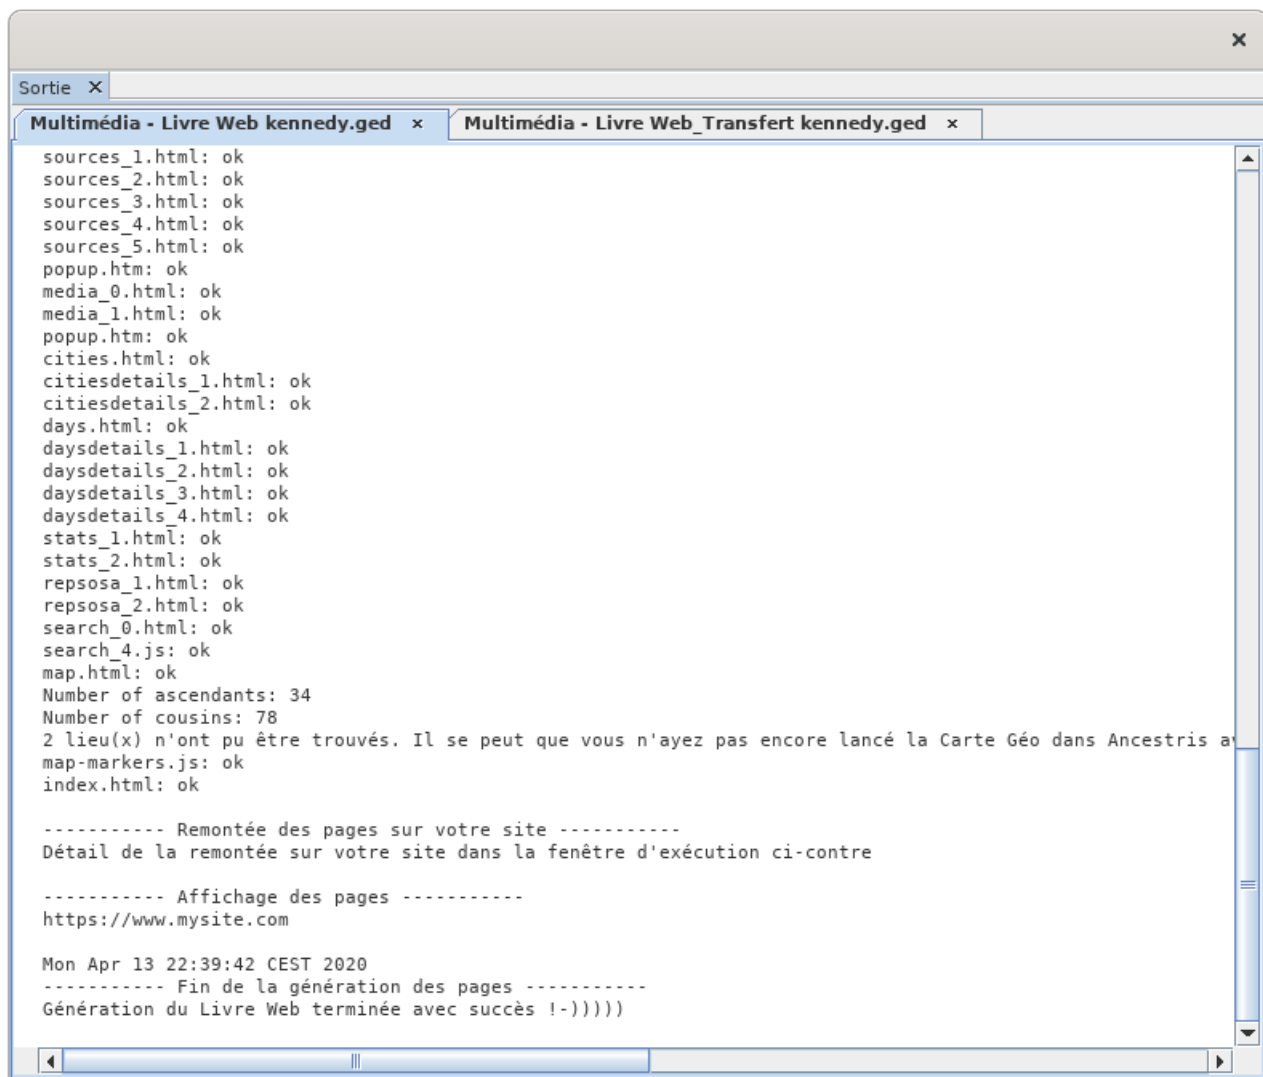 Sortie
Multimédia - Livre Web kennedy.ged
Multimédia - Livre Web_Transfert kennedy.ged
sources_1.html: ok
sources_2.html: ok
sources_3.html: ok
sources_4.html: ok
sources_5.html: ok
popup.htm: ok
media_0.html: ok
media_1.html: ok
popup.htm: ok
cities.html: ok
citiesdetails_1.html: ok
citiesdetails_2.html: ok
days.html: ok
daysdetails_1.html: ok
daysdetails_2.html: ok
daysdetails_3.html: ok
daysdetails_4.html: ok
stats_1.html: ok
stats_2.html: ok
repsosa_1.html: ok
repsosa_2.html: ok
search_0.html: ok
search_4.js: ok
map.html: ok
Number of ascendants: 34
Number of cousins: 78
2 lieu(x) n'ont pu être trouvés. Il se peut que vous n'ayez pas encore lancé la Carte Géo dans Ancestris
map-markers.js: ok
index.html: ok
----------- Remontée des pages sur votre site -----------
Détail de la remontée sur votre site dans la fenêtre d'exécution ci-contre
----------- Affichage des pages -----------
https://www.mysite.com
Mon Apr 13 22:39:42 CEST 2020
----------- Fin de la génération des pages -----------
Génération du Livre Web terminée avec succès !-)))))